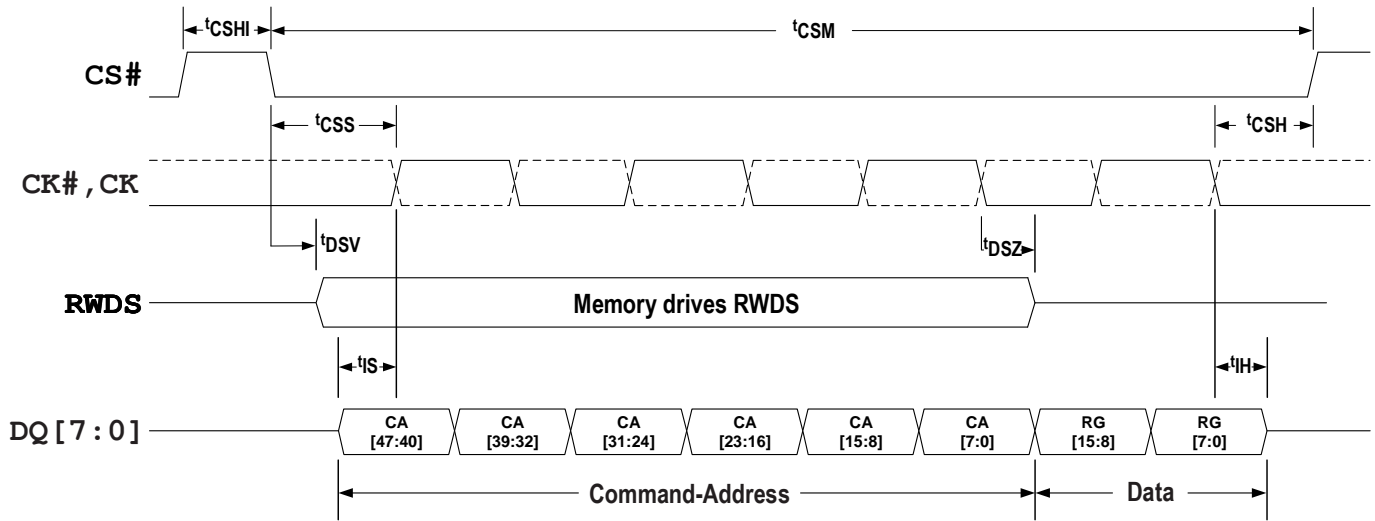 tCSHI
tCSM
CS#
tCSS
tCSH
CK#,CK
tDSV
tDSZ
RWDS
Memory drives RWDS
tIS
tIH
DQ[7:0]
CA
[47:40]
CA
[39:32]
CA
[31:24]
CA
[23:16]
CA
[15:8]
CA
[7:0]
RG
[15:8]
RG
[7:0]
Command-Address
Data